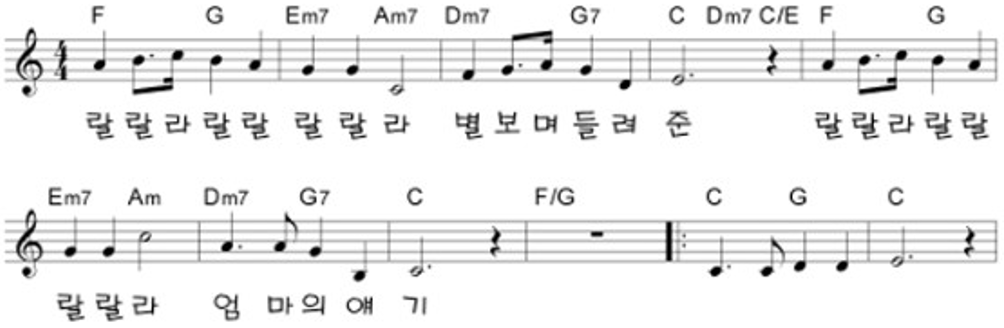 F G Em7 Am7 Dm7 G7 C Dm7 C/E F G
4
4
랄 랄 라 랄 랄 랄 랄 라 별 보 며 들 려 준 랄 랄 라 랄 랄
Em7 Am Dm7 G7 C F/G C G C
랄 랄 라 엄 마 의 얘 기